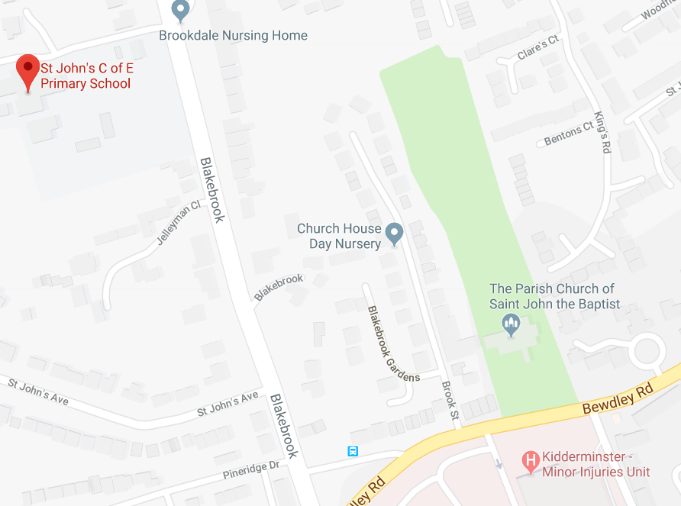 Brookdale Nursing Home
St John's C of E
Primary School
Clare's Ct
King's Rd
Bentons Ct
St J
Blakebrook
Jelleyman Cl
Church House
Day Nursery
Blakebrook
The Parish Church of
Saint John the Baptist
Blakebrook Gardens
St John's Ave
St John's Ave
Blakebrook
Brook St
Bewdley Rd
Pineridge Dr
H
Kidderminster -
Minor Injuries Unit
lley Rd